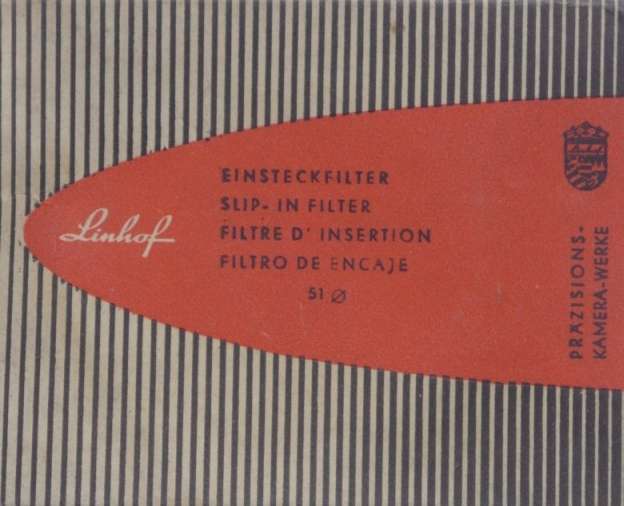 Linhof
EINSTECKFILTER
SLIP-IN FILTER
FILTRE D' INSERTION
FILTRO DE ENCAJE
51 Ø
PRÄZISIONS-
KAMERA-WERKE